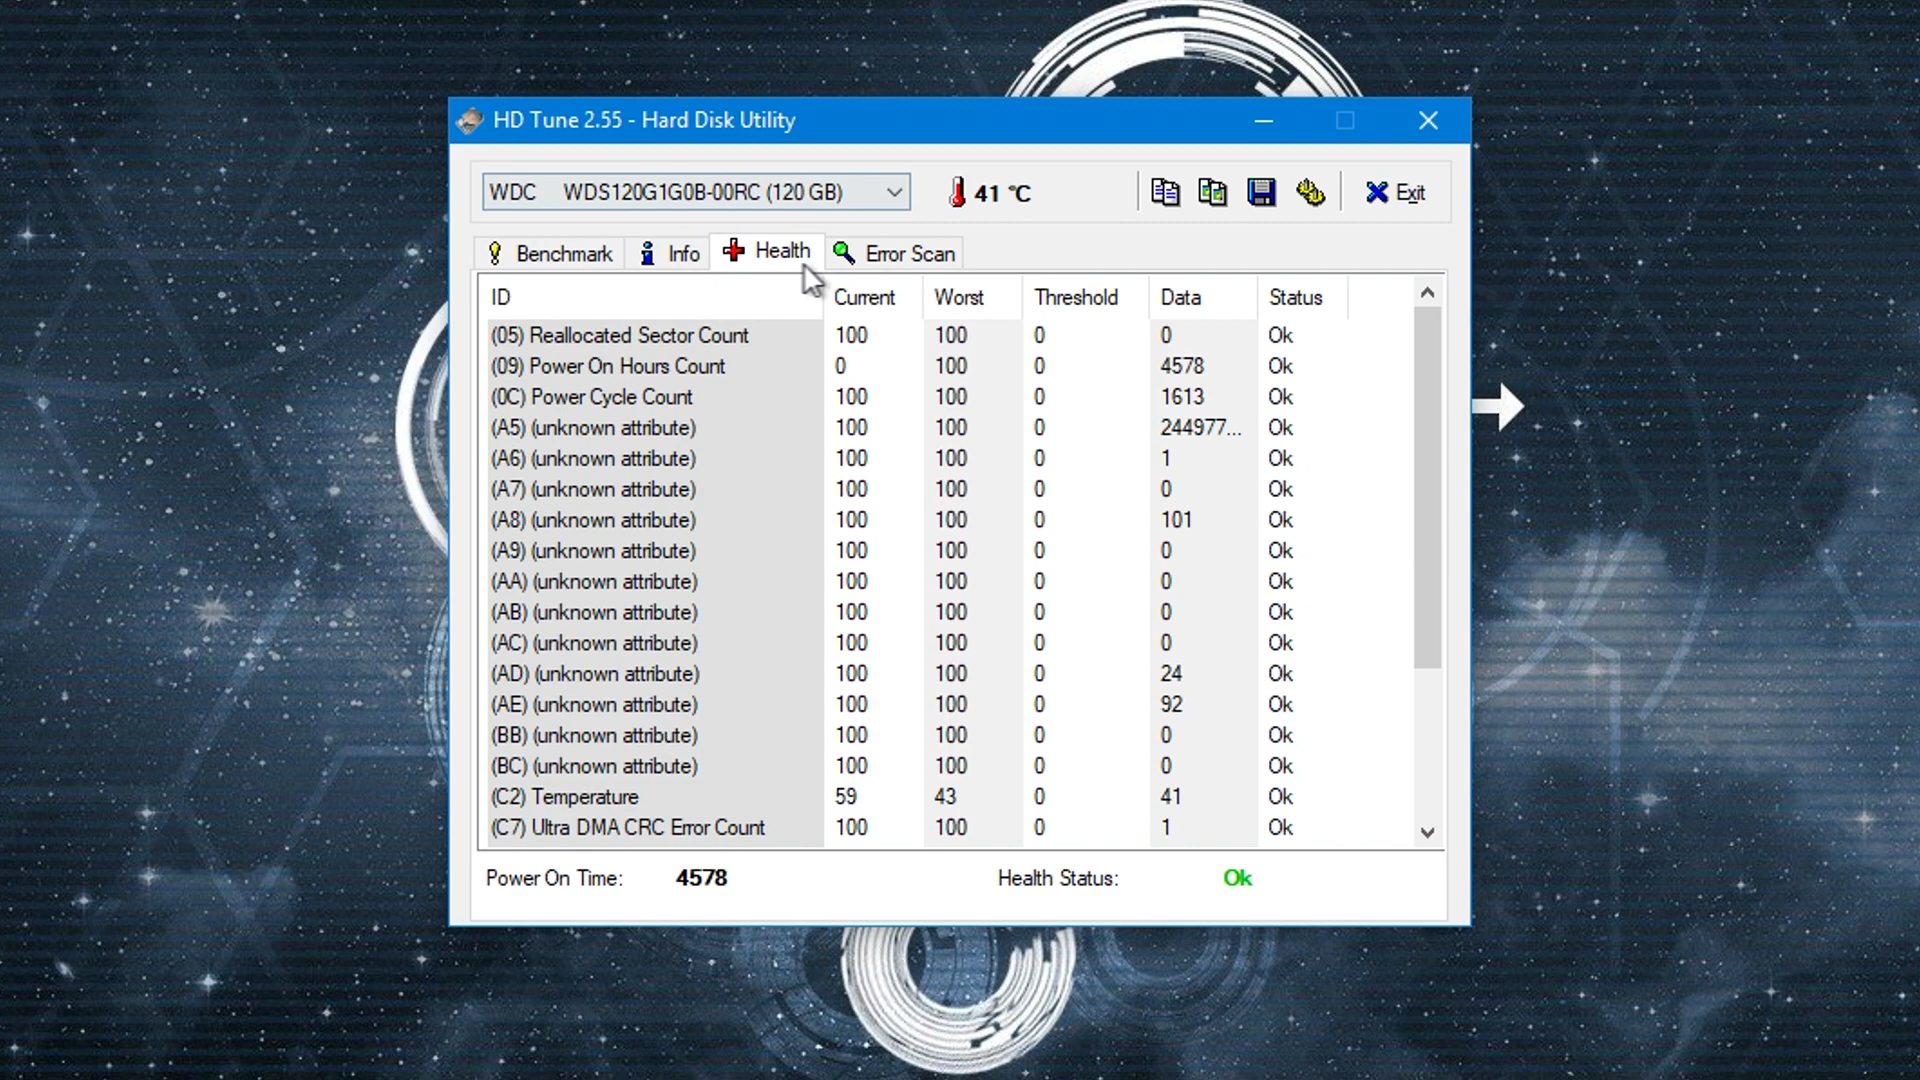 HD Tune 2.55 - Hard Disk Utility
WDC WDS120G1G0B-00RC (120 GB) 41 °C Exit
Benchmark Info Health Error Scan
ID Current Worst Threshold Data Status
(05) Reallocated Sector Count 100 100 0 0 Ok
(09) Power On Hours Count 0 100 0 4578 Ok
(0C) Power Cycle Count 100 100 0 1613 Ok
(A5) (unknown attribute) 100 100 0 244977... Ok
(A6) (unknown attribute) 100 100 0 1 Ok
(A7) (unknown attribute) 100 100 0 0 Ok
(A8) (unknown attribute) 100 100 0 101 Ok
(A9) (unknown attribute) 100 100 0 0 Ok
(AA) (unknown attribute) 100 100 0 0 Ok
(AB) (unknown attribute) 100 100 0 0 Ok
(AC) (unknown attribute) 100 100 0 0 Ok
(AD) (unknown attribute) 100 100 0 24 Ok
(AE) (unknown attribute) 100 100 0 92 Ok
(BB) (unknown attribute) 100 100 0 0 Ok
(BC) (unknown attribute) 100 100 0 0 Ok
(C2) Temperature 59 43 0 41 Ok
(C7) Ultra DMA CRC Error Count 100 100 0 1 Ok
Power On Time: 4578 Health Status: Ok